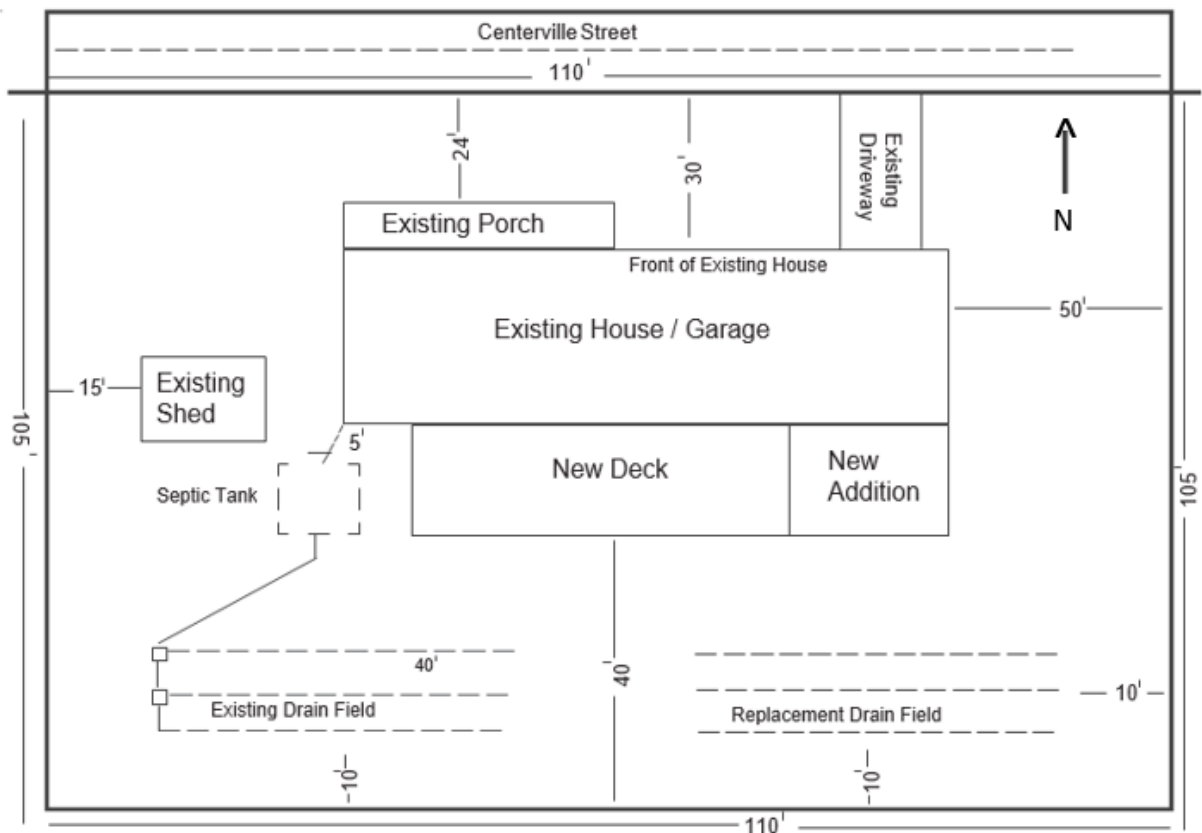 Centerville Street
110'
24'
30'
Existing
Driveway
N
Existing Porch
Front of Existing House
Existing House / Garage
50'
15'
Existing
Shed
105'
5'
New Deck
New
Addition
Septic Tank
105'
40'
40'
10'
Existing Drain Field
Replacement Drain Field
10'
10'
110'